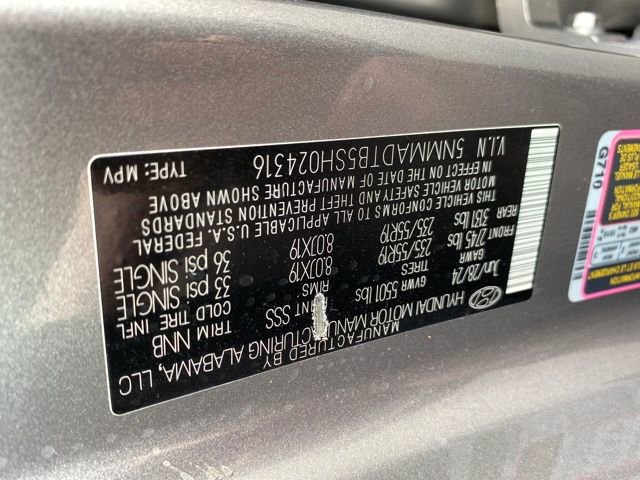 MANUFACTURED BY
HYUNDAI MOTOR MANUFACTURING ALABAMA, LLC
Jun/28/24 GVWR 5501 lbs PAINT SSS TRIM NNB
GAWR TIRES RIMS COLD TIRE INFL
FRONT 2745 lbs 235/55R19 8.0JX19 33 psi SINGLE
REAR 3151 lbs 235/55R19 8.0JX19 36 psi SINGLE
THIS VEHICLE CONFORMS TO ALL APPLICABLE U.S.A. FEDERAL
MOTOR VEHICLE SAFETY AND THEFT PREVENTION STANDARDS
IN EFFECT ON THE DATE OF MANUFACTURE SHOWN ABOVE
V.I.N 5NMMADTB5SH024316 TYPE: MPV
G710